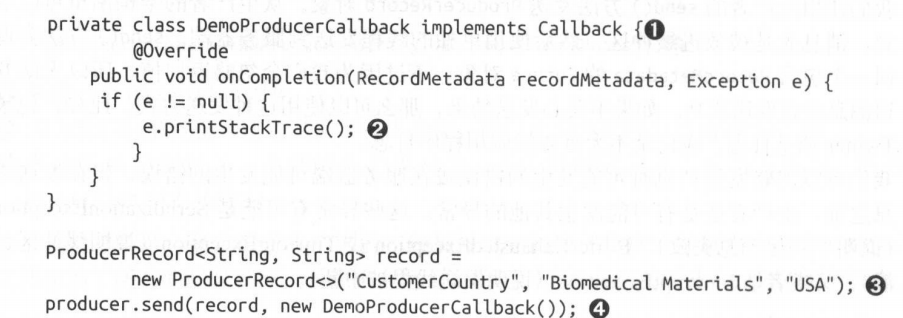 private class DemoProducerCallback implements Callback {❶
@Override
public void onCompletion(RecordMetadata recordMetadata, Exception e) {
if (e != null) {
e.printStackTrace(); ❷
}
}
}
ProducerRecord<String, String> record =
new ProducerRecord<>("CustomerCountry", "Biomedical Materials", "USA"); ❸
producer.send(record, new DemoProducerCallback()); ❹